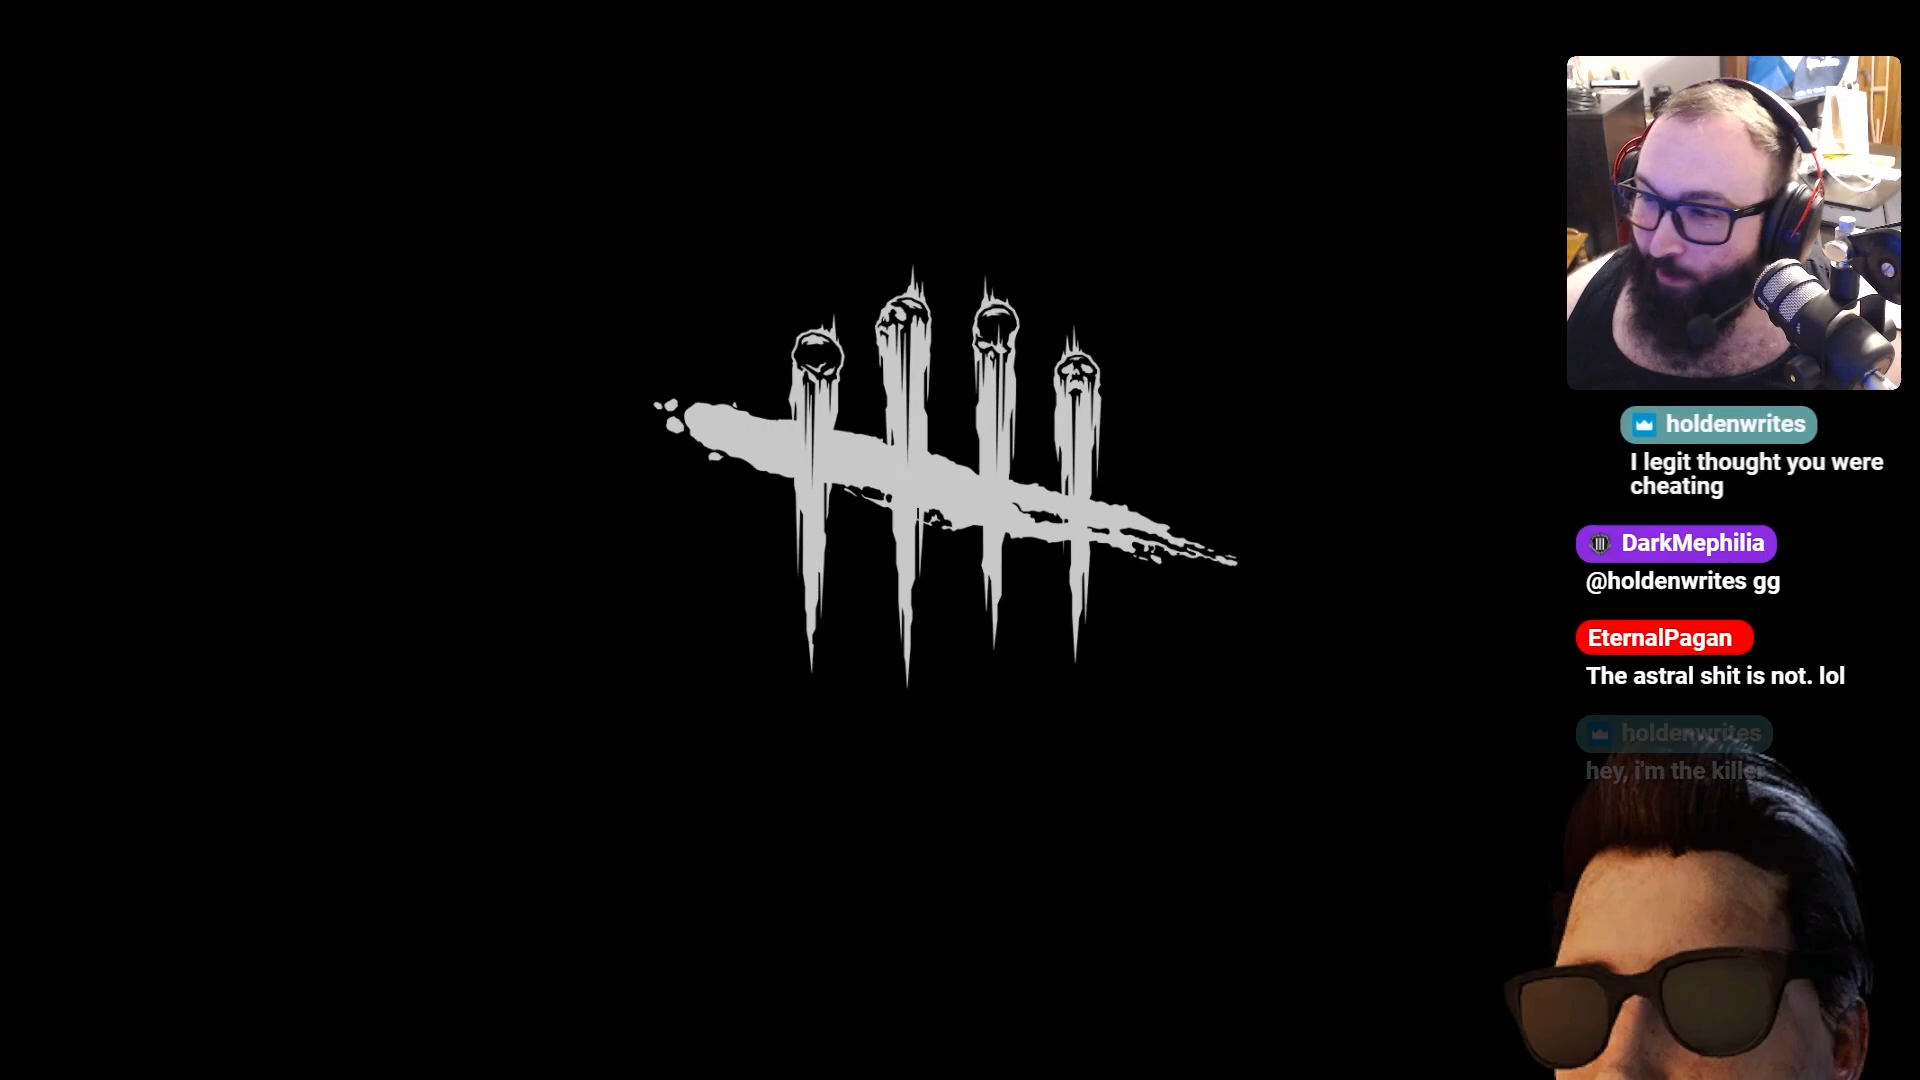 holdenwrites
I legit thought you were
cheating
DarkMephilia
@holdenwrites gg
EternalPagan
The astral shit is not. lol
holdenwrites
hey, i'm the killer